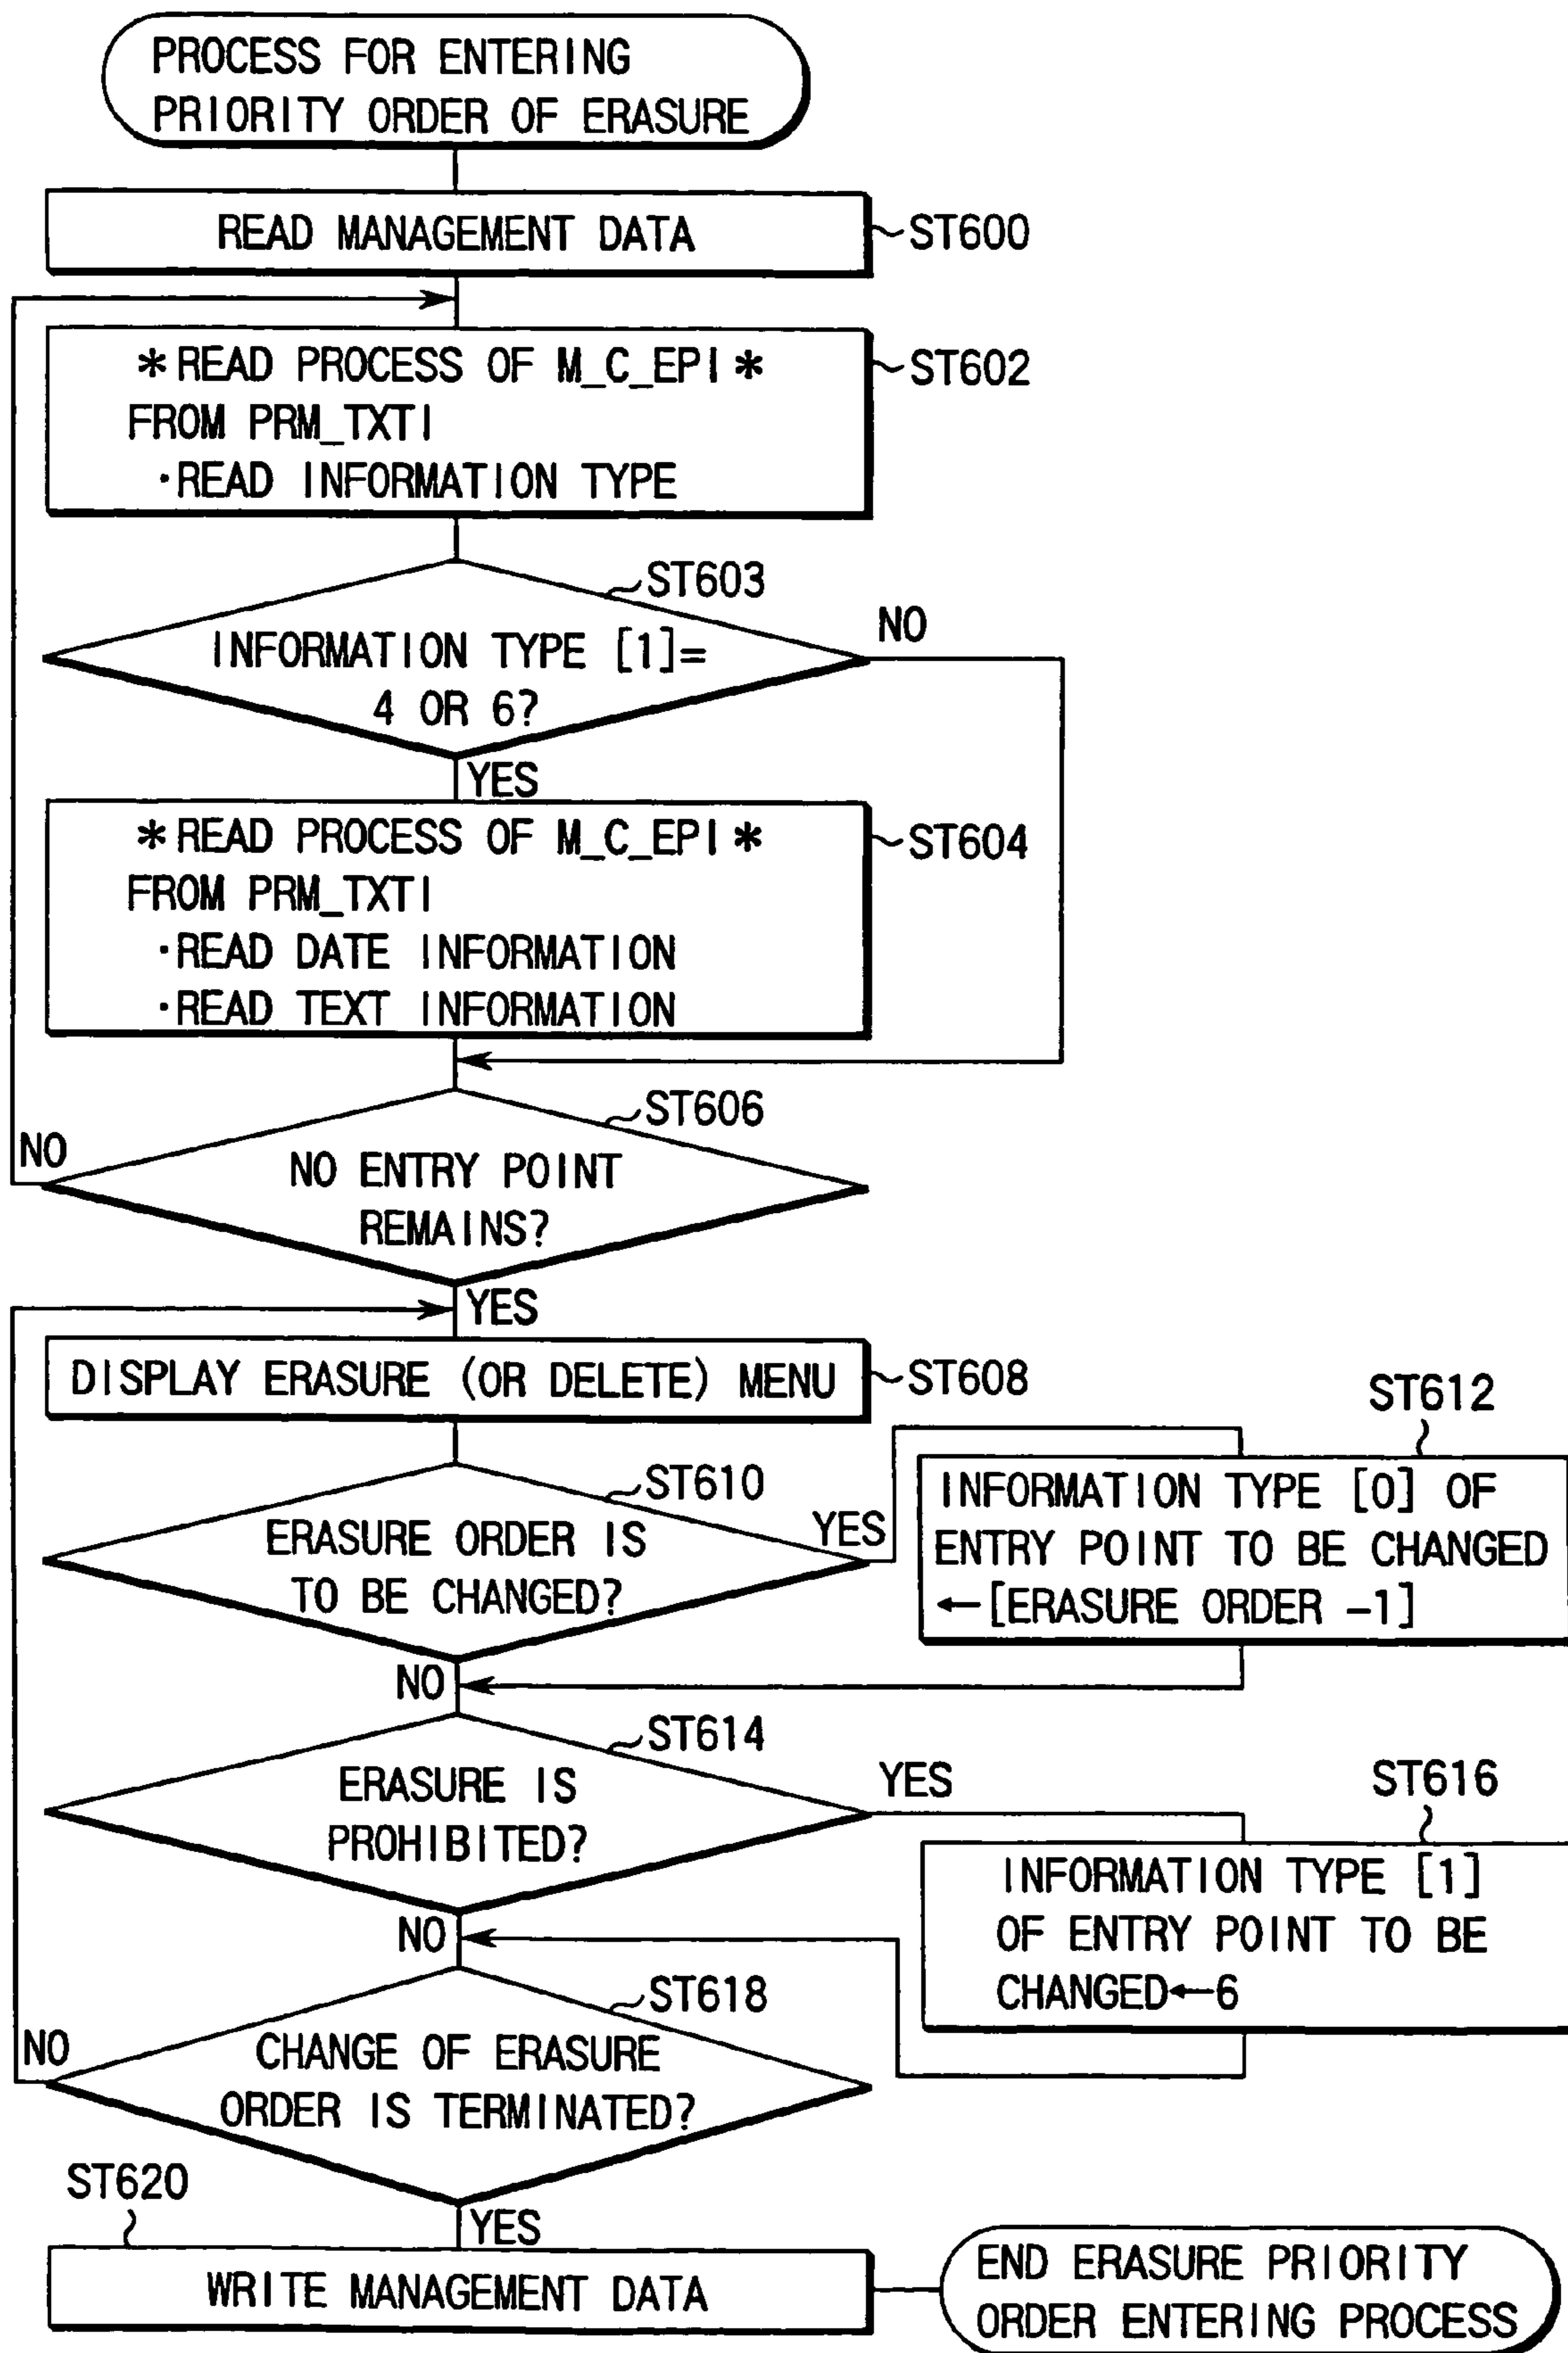 PROCESS FOR ENTERING
PRIORITY ORDER OF ERASURE
READ MANAGEMENT DATA
ST600
*READ PROCESS OF M_C_EPI*
FROM PRM_TXTI
·READ INFORMATION TYPE
ST602
ST603
INFORMATION TYPE [1]=
4 OR 6?
NO
YES
*READ PROCESS OF M_C_EPI*
FROM PRM_TXTI
·READ DATE INFORMATION
·READ TEXT INFORMATION
ST604
ST606
NO ENTRY POINT
REMAINS?
NO
YES
DISPLAY ERASURE (OR DELETE) MENU
ST608
ST610
ERASURE ORDER IS
TO BE CHANGED?
YES
ST612
INFORMATION TYPE [0] OF
ENTRY POINT TO BE CHANGED
←[ERASURE ORDER -1]
NO
ST614
ERASURE IS
PROHIBITED?
YES
ST616
INFORMATION TYPE [1]
OF ENTRY POINT TO BE
CHANGED←6
NO
ST618
CHANGE OF ERASURE
ORDER IS TERMINATED?
NO
YES
ST620
WRITE MANAGEMENT DATA
END ERASURE PRIORITY
ORDER ENTERING PROCESS